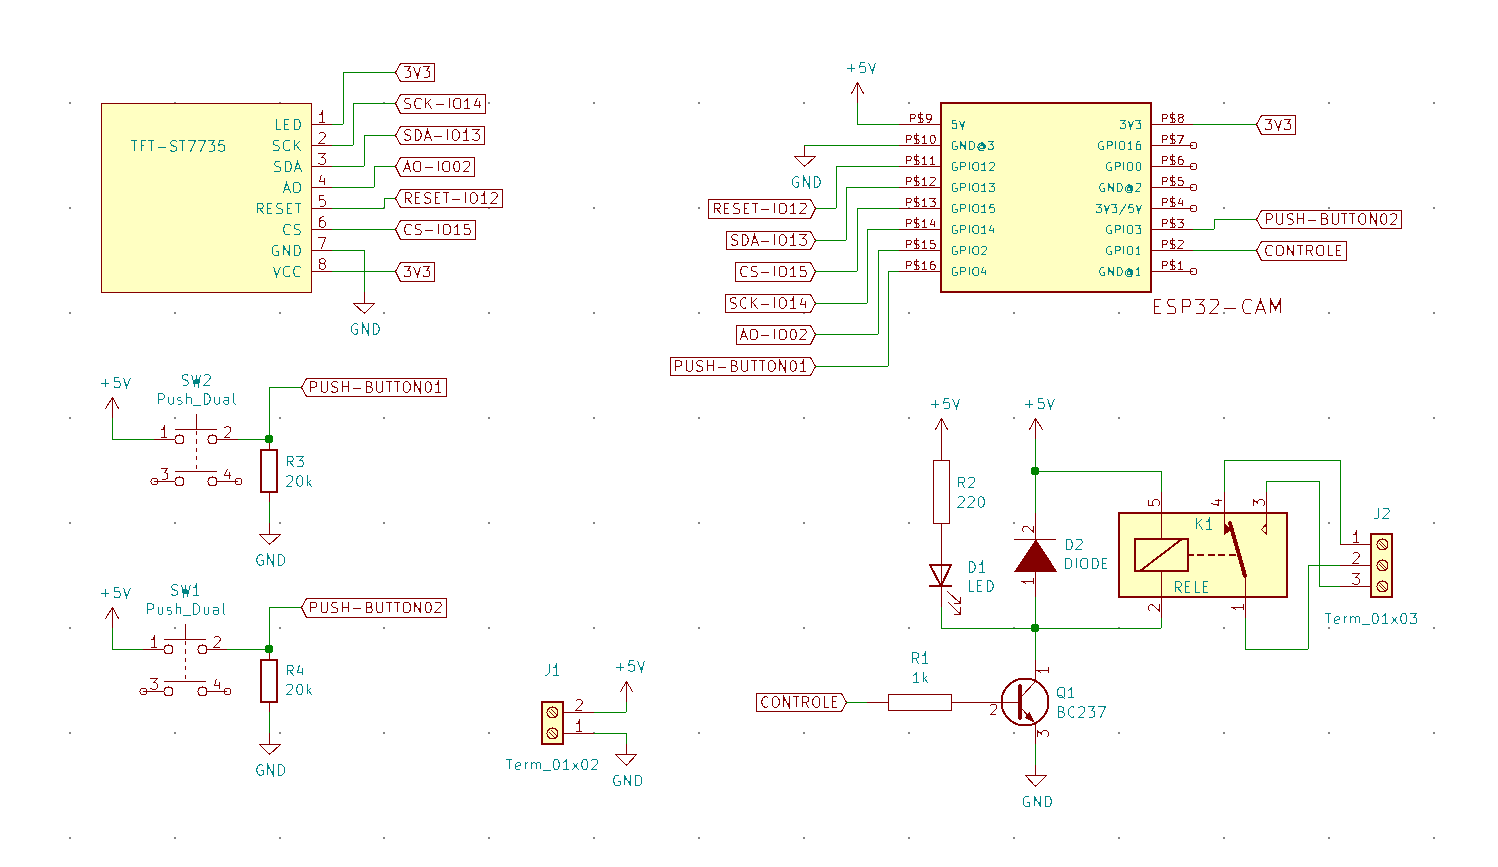 3V3
SCK-IO14
SDA-IO13
AO-IO02
RESET-IO12
CS-IO15
3V3
GND
TFT-ST7735
LED 1
SCK 2
SDA 3
AO 4
RESET 5
CS 6
GND 7
VCC 8
+5V
GND
RESET-IO12
SDA-IO13
CS-IO15
SCK-IO14
AO-IO02
PUSH-BUTTON01
P$9 5V
P$10 GND@3
P$11 GPIO12
P$12 GPIO13
P$13 GPIO15
P$14 GPIO14
P$15 GPIO2
P$16 GPIO4
3V3 P$8
GPIO16 P$7
GPIO0 P$6
GND@2 P$5
3V3/5V P$4
GPIO3 P$3
GPIO1 P$2
GND@1 P$1
3V3
PUSH-BUTTON02
CONTROLE
ESP32-CAM
+5V
SW2
Push_Dual
PUSH-BUTTON01
1 2
3 4
R3
20k
GND
+5V
SW1
Push_Dual
PUSH-BUTTON02
1 2
3 4
R4
20k
GND
J1
+5V
2
1
Term_01x02
GND
+5V
+5V
R2
220
D1
LED
2
D2
DIODE
1
5
4
3
K1
RELE
2
1
J2
1
2
3
Term_01x03
CONTROLE
R1
1k
2
1
Q1
BC237
3
GND